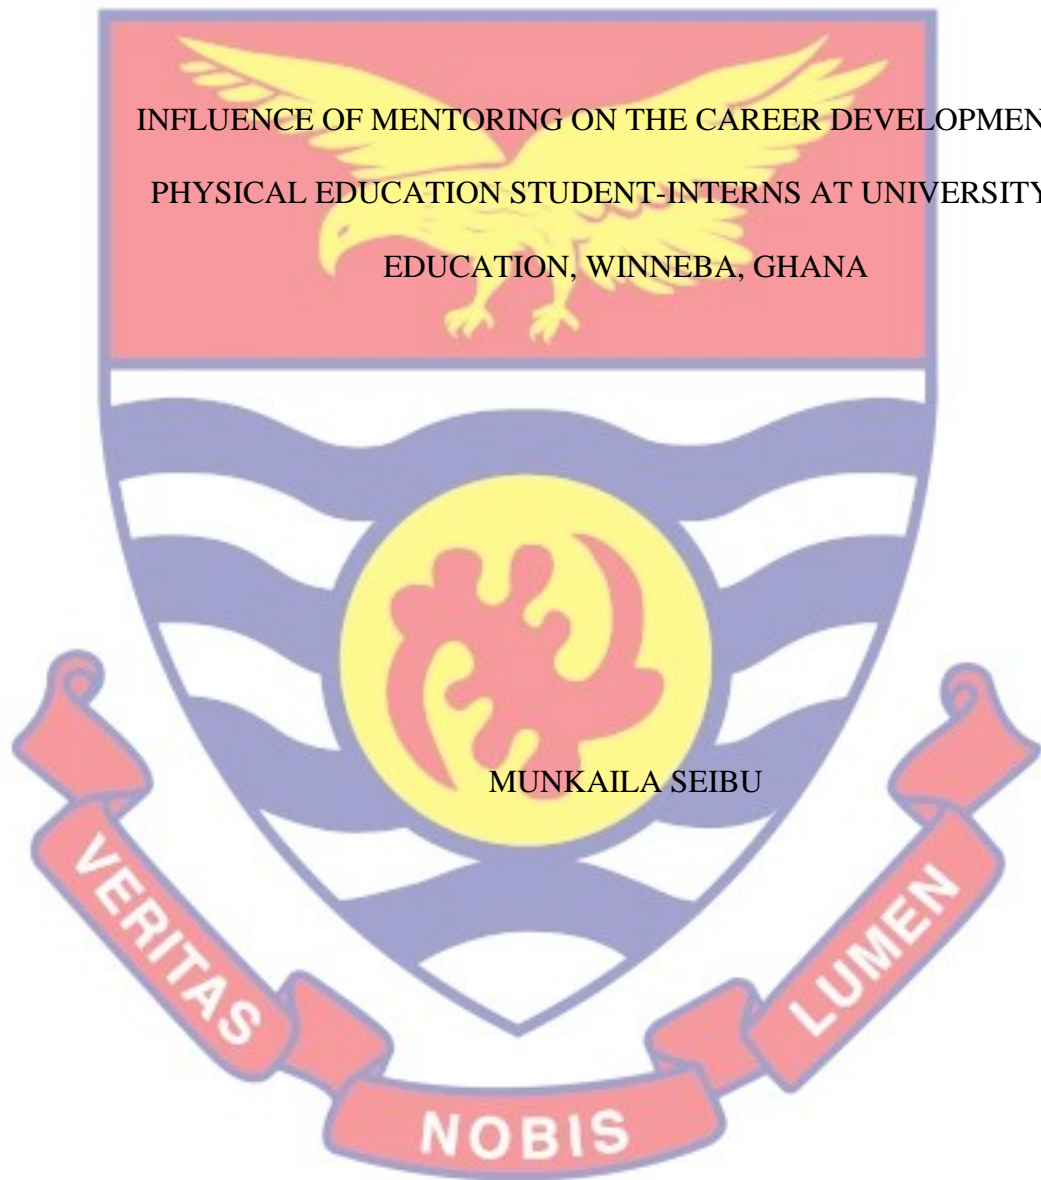 INFLUENCE OF MENTORING ON THE CAREER DEVELOPMEN
PHYSICAL EDUCATION STUDENT-INTERNS AT UNIVERSITY
EDUCATION, WINNEBA, GHANA
MUNKAILA SEIBU
VERITAS
NOBIS
LUMEN